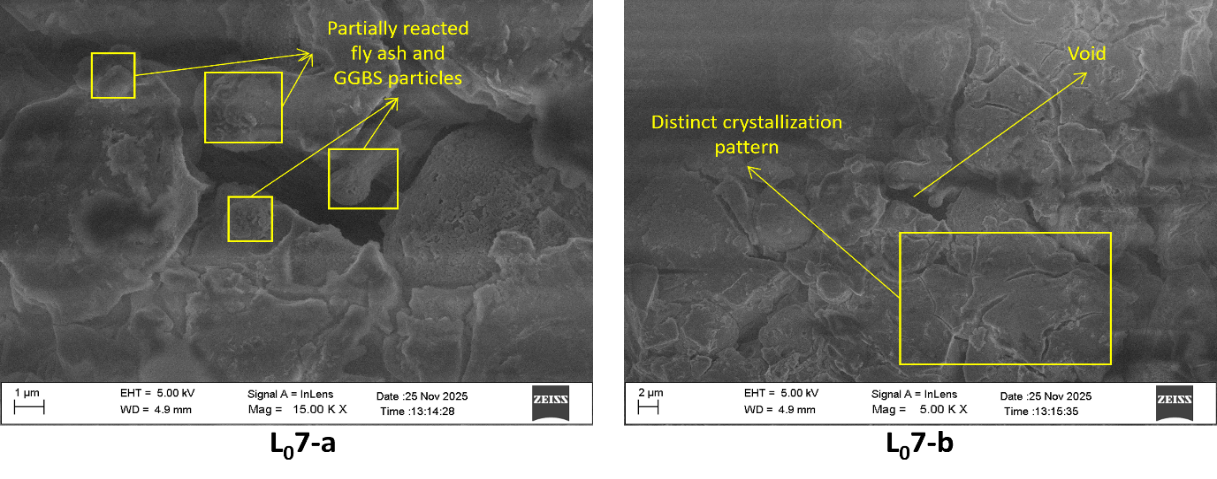 Partially reacted
fly ash and
GGBS particles
1 µm
EHT = 5.00 kV
WD = 4.9 mm
Signal A = InLens
Mag = 15.00 K X
Date :25 Nov 2025
Time :13:14:28
ZEISS
L₀7-a
Void
Distinct crystallization
pattern
2 µm
EHT = 5.00 kV
WD = 4.9 mm
Signal A = InLens
Mag = 5.00 K X
Date :25 Nov 2025
Time :13:15:35
ZEISS
L₀7-b